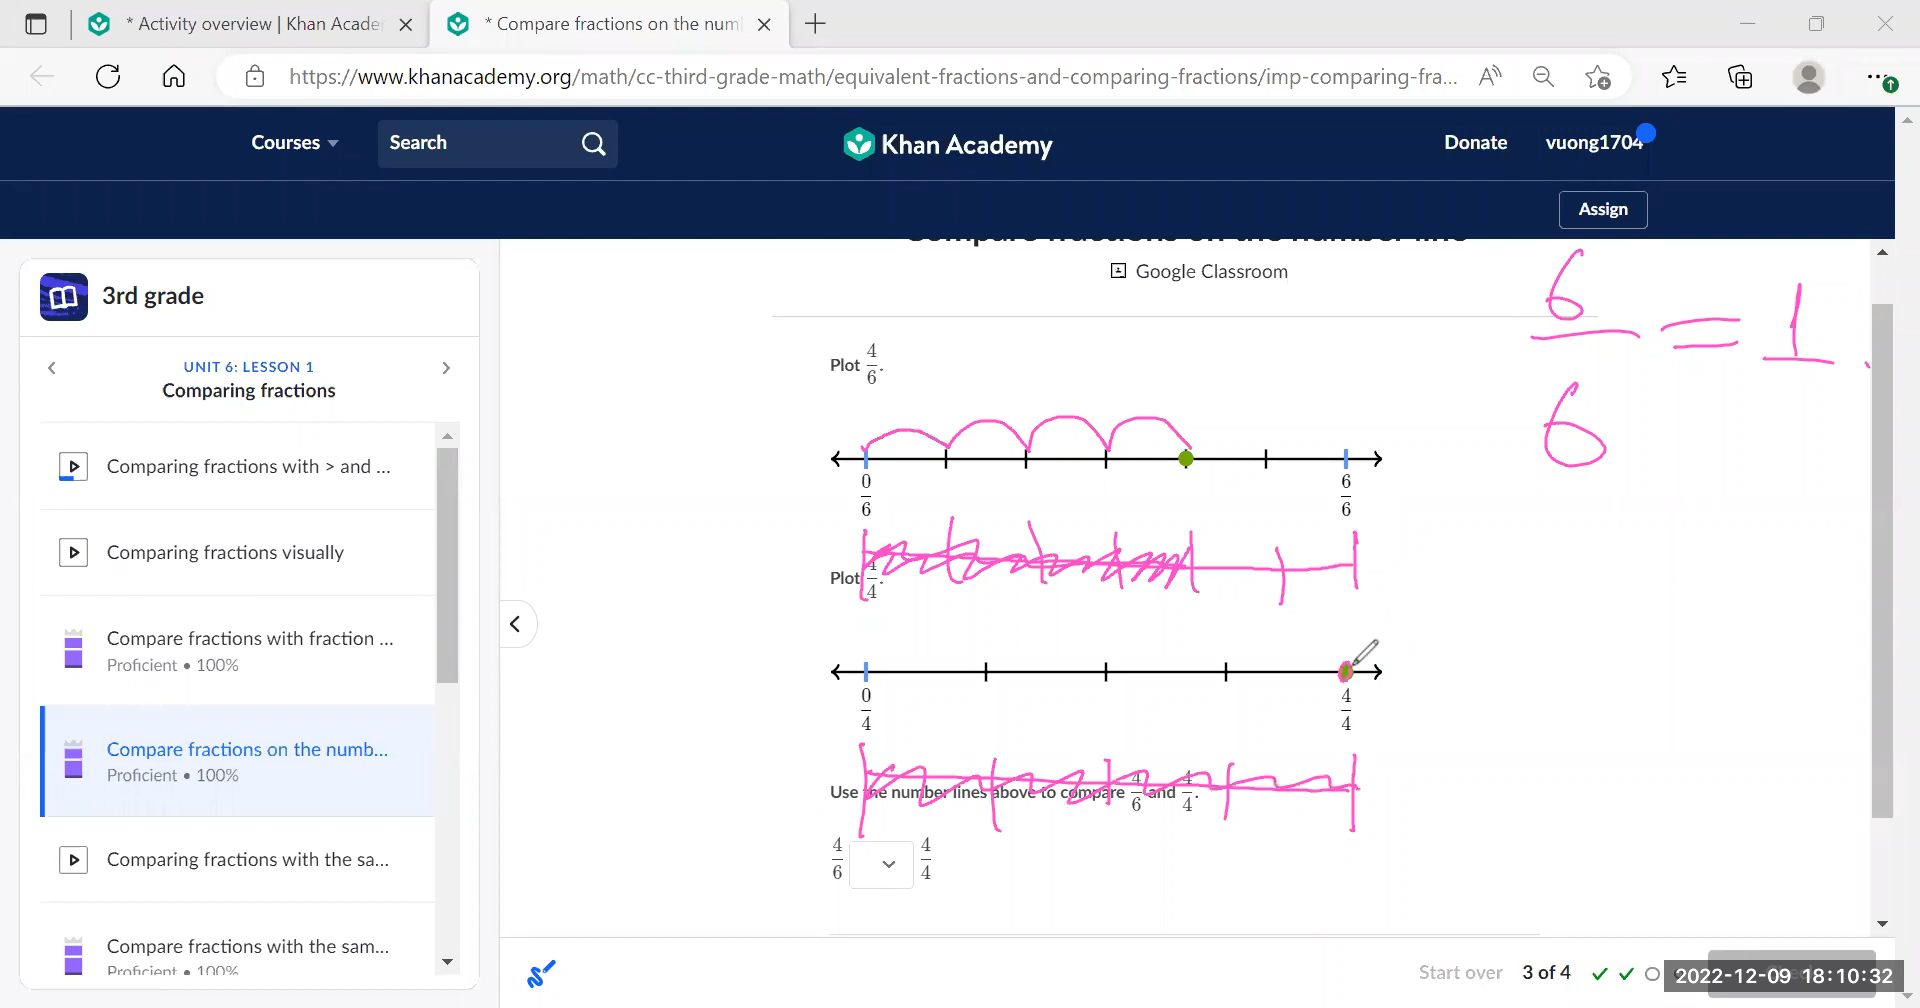 * Activity overview | Khan Acade
* Compare fractions on the num
https://www.khanacademy.org/math/cc-third-grade-math/equivalent-fractions-and-comparing-fractions/imp-comparing-fra...
Courses
Search
Khan Academy
Donate
vuong1704
Assign
Compare fractions on the number line
Google Classroom
3rd grade
UNIT 6: LESSON 1
Comparing fractions
Comparing fractions with > and ...
Comparing fractions visually
Compare fractions with fraction ...
Proficient • 100%
Compare fractions on the numb...
Proficient • 100%
Comparing fractions with the sa...
Compare fractions with the sam...
Proficient • 100%
6/6 = 1
Plot 4/6.
0/6 6/6
Plot 4/4.
0/4 4/4
Use the number lines above to compare 4/6 and 4/4.
4/6 4/4
Start over
3 of 4
2022-12-09 18:10:32